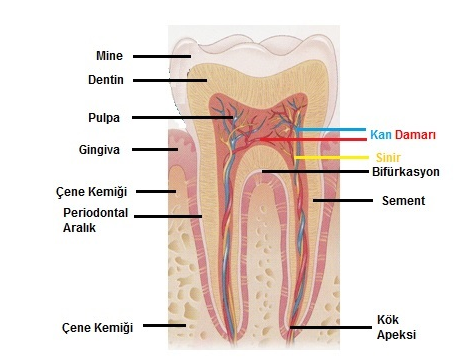 Mine
Dentin
Pulpa
Gingiva
Çene Kemiği
Periodontal
Aralık
Çene Kemiği
Kan Damarı
Sinir
Bifürkasyon
Sement
Kök
Apeksi